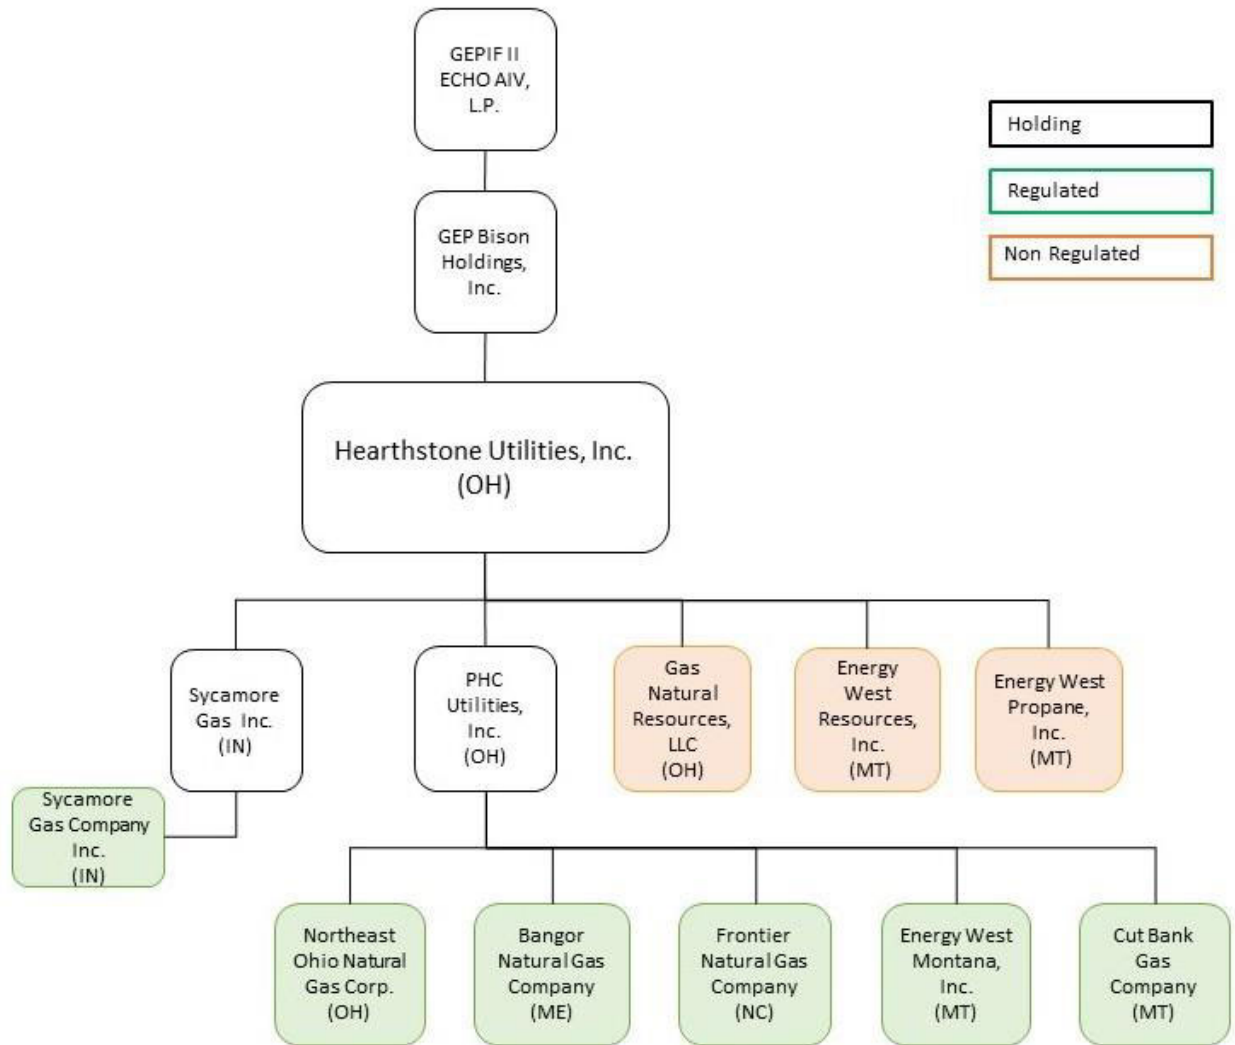 GEPIF II
ECHO AIV,
L.P.
Holding
Regulated
Non Regulated
GEP Bison
Holdings,
Inc.
Hearthstone Utilities, Inc.
(OH)
Sycamore
Gas Inc.
(IN)
PHC
Utilities,
Inc.
(OH)
Gas
Natural
Resources,
LLC
(OH)
Energy
West
Resources,
Inc.
(MT)
Energy West
Propane,
Inc.
(MT)
Sycamore
Gas Company
Inc.
(IN)
Northeast
Ohio Natural
Gas Corp.
(OH)
Bangor
Natural Gas
Company
(ME)
Frontier
Natural Gas
Company
(NC)
Energy West
Montana,
Inc.
(MT)
Cut Bank
Gas
Company
(MT)